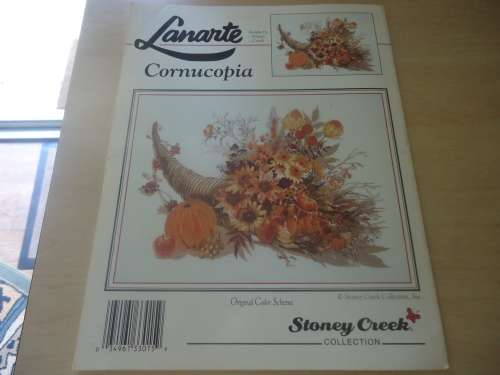 Lanarte
Cornucopia
Original Color Scheme
© Stoney Creek Collection, Inc.
Stoney Creek
COLLECTION